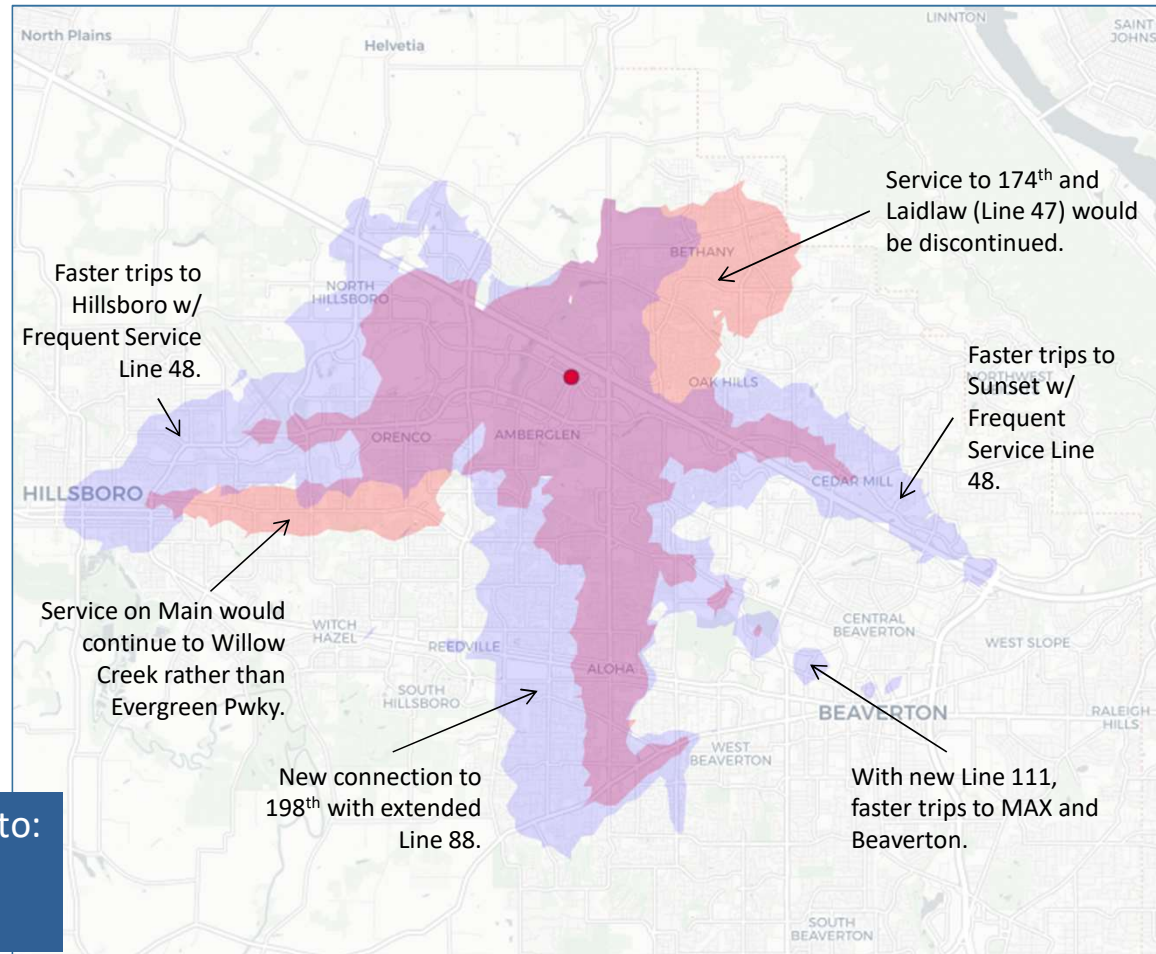 North Plains
Helvetia
LINNTON
SAINT
JOHNS
Service to 174th and
Laidlaw (Line 47) would
be discontinued.
BETHANY
Faster trips to
Hillsboro w/
Frequent Service
Line 48.
NORTH
HILLSBORO
Faster trips to
Sunset w/
Frequent
Service Line
48.
NORTHWEST
OAK HILLS
ORENCO
AMBERGLEN
CEDAR MILL
HILLSBORO
Service on Main would
continue to Willow
Creek rather than
Evergreen Pwky.
WITCH
HAZEL
REEDVILLE
CENTRAL
BEAVERTON
WEST SLOPE
ALOHA
SOUTH
HILLSBORO
BEAVERTON
RALEIGH
HILLS
WEST
BEAVERTON
New connection to
198th with extended
Line 88.
With new Line 111,
faster trips to MAX and
Beaverton.
to:
SOUTH
BEAVERTON